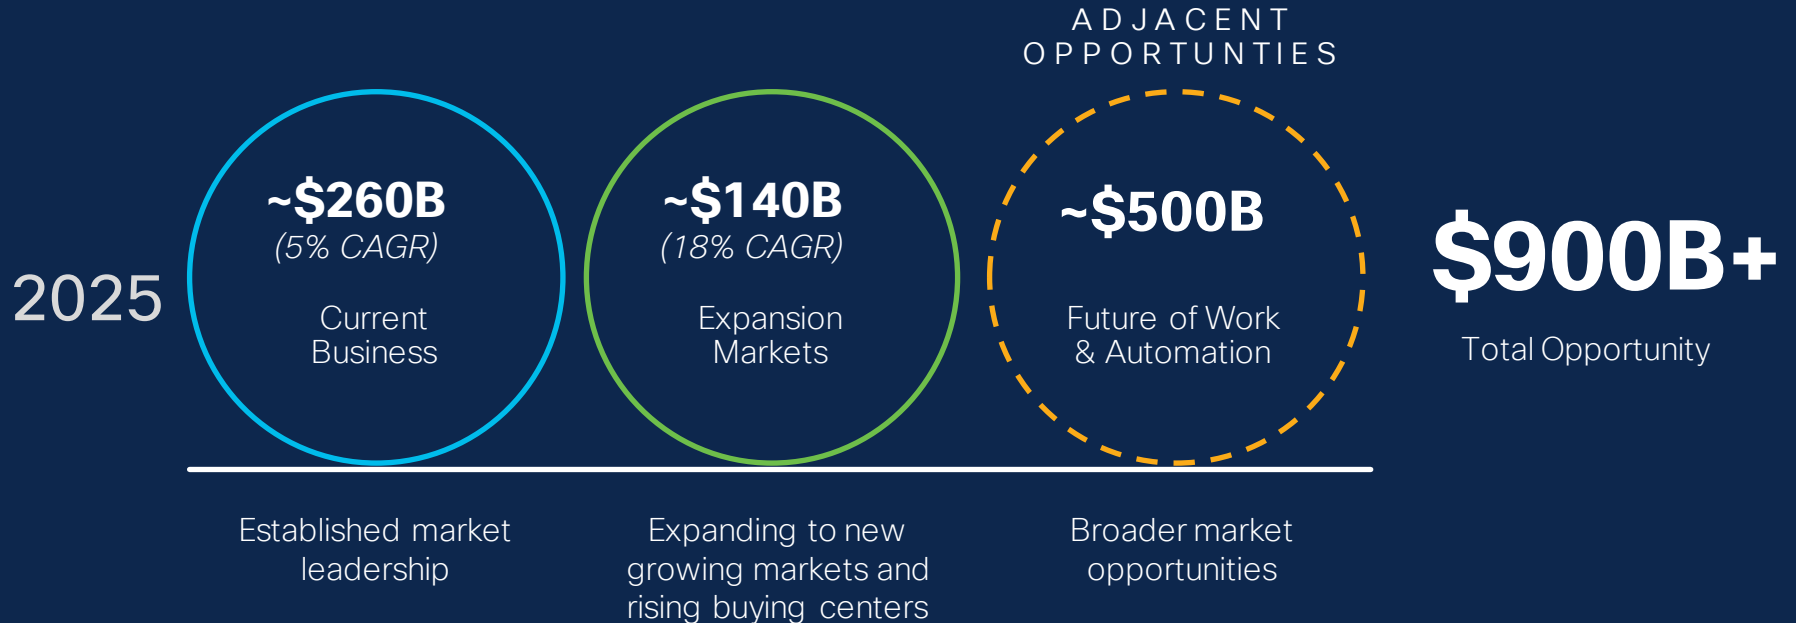 ADJACENT
OPPORTUNTIES
2025
~$260B
(5% CAGR)
Current
Business
~$140B
(18% CAGR)
Expansion
Markets
~$500B
Future of Work
& Automation
$900B+
Total Opportunity
Established market
leadership
Expanding to new
growing markets and
rising buying centers
Broader market
opportunities